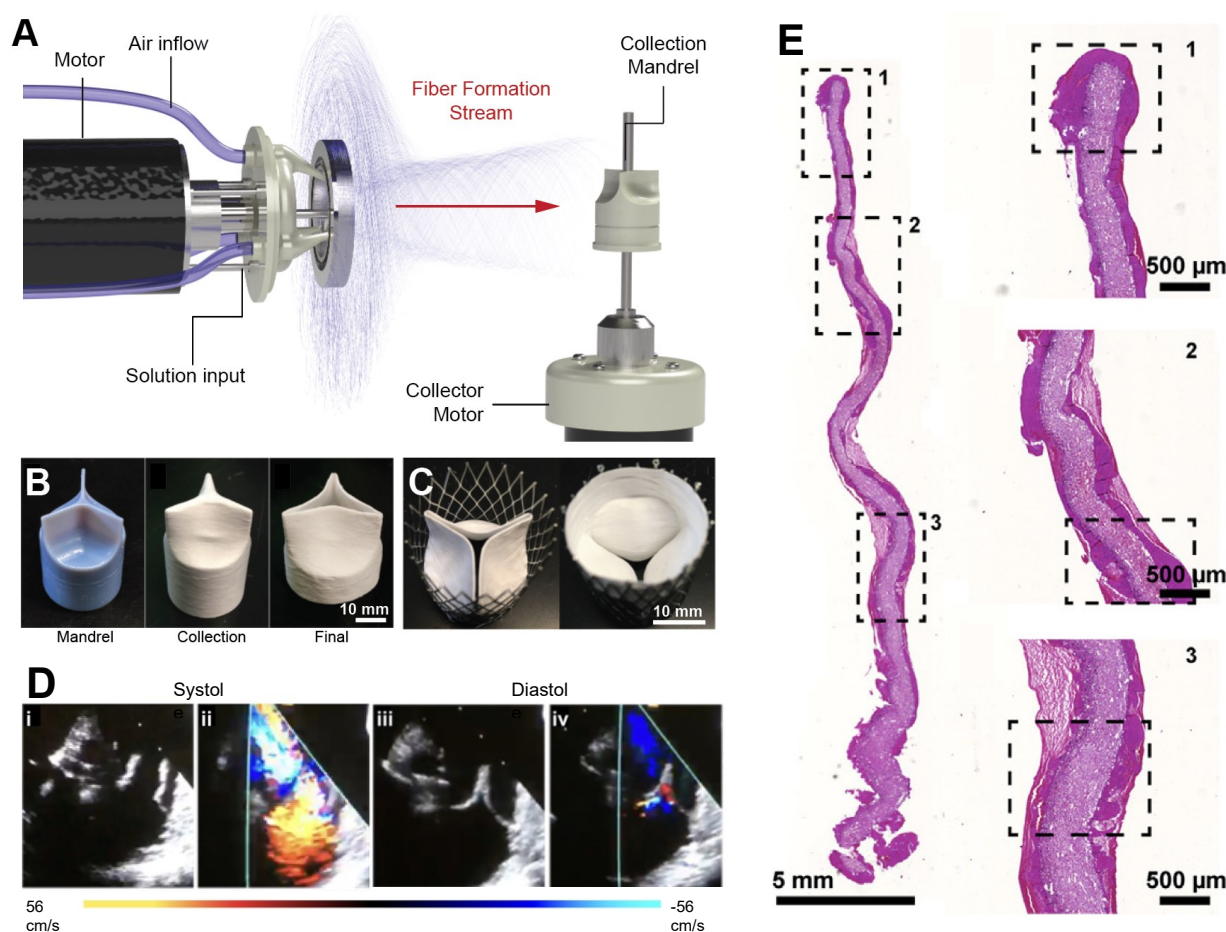 A
Motor
Air inflow
Fiber Formation
Stream
Collection
Mandrel
Solution input
Collector
Motor
B
Mandrel
Collection
Final
10 mm
C
10 mm
D
Systol
Diastol
i
e
ii
iii
e
iv
56
cm/s
-56
cm/s
E
1
2
3
5 mm
1
500 µm
2
500 µm
3
500 µm